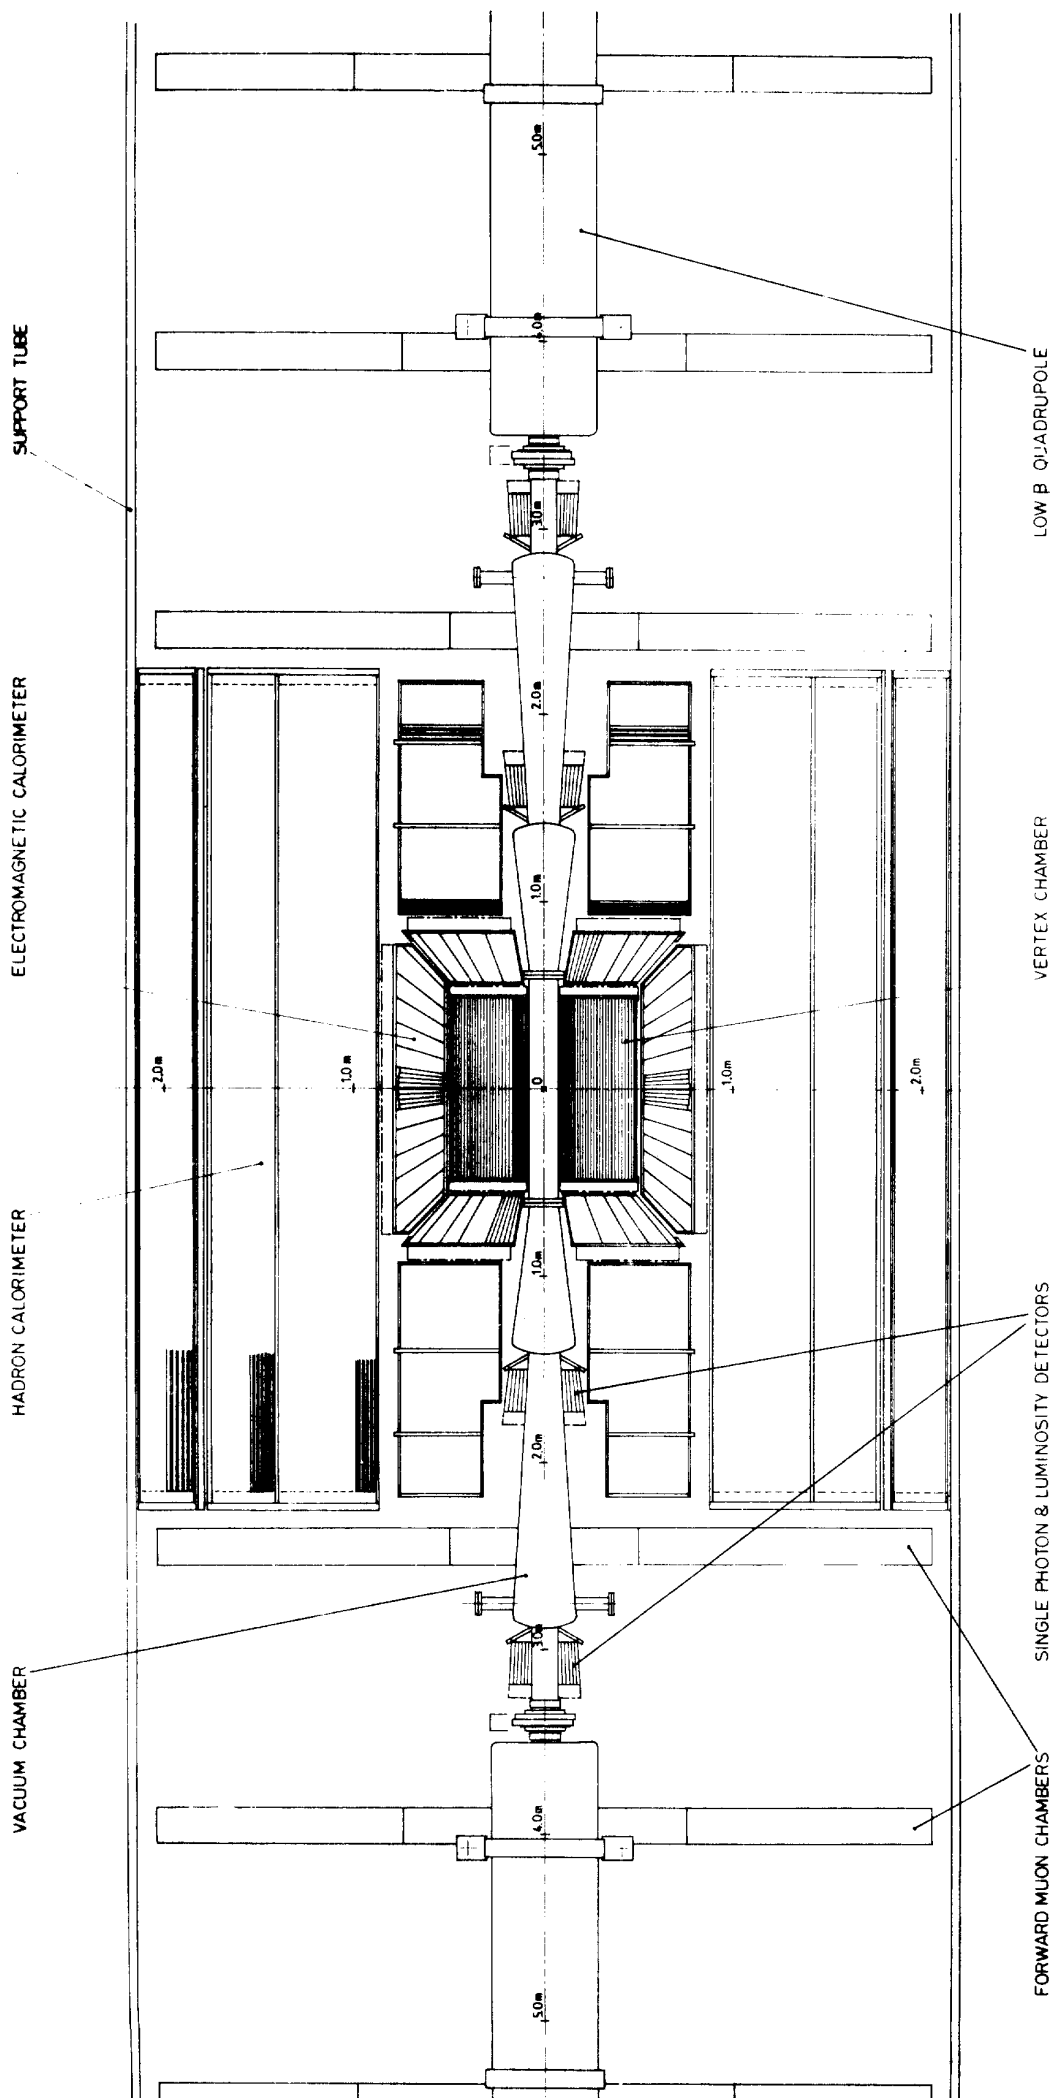 SUPPORT TUBE
ELECTROMAGNETIC CALORIMETER
HADRON CALORIMETER
VACUUM CHAMBER
5.0m
4.0m
3.0m
2.0m
1.0m
2.0m
1.0m
0
1.0m
2.0m
1.0m
2.0m
3.0m
4.0m
5.0m
LOW β QUADRUPOLE
VERTEX CHAMBER
SINGLE PHOTON & LUMINOSITY DETECTORS
FORWARD MUON CHAMBERS